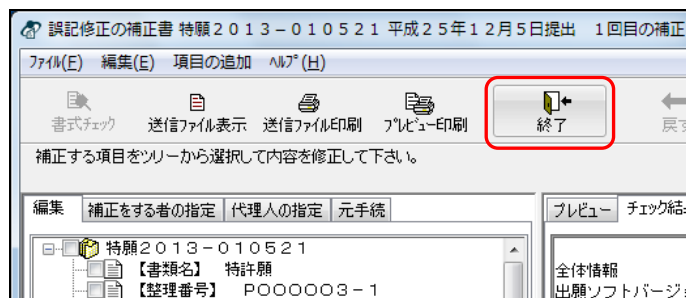 誤記修正の補正書 特願２０１３－０１０５２１ 平成２５年１２月５日提出 1回目の補正
ﾌｧｲﾙ(F) 編集(E) 項目の追加 ﾍﾙﾌﾟ(H)
書式ﾁｪｯｸ 送信ﾌｧｲﾙ表示 送信ﾌｧｲﾙ印刷 ﾌﾟﾚﾋﾞｭｰ印刷 終了 戻す
補正する項目をﾂﾘｰから選択して内容を修正して下さい。
編集 補正をする者の指定 代理人の指定 元手続 プレビュー チェック結
特願２０１３－０１０５２１
【書類名】 特許願 全体情報
【整理番号】 Ｐ００００３－１ 出願ソフトバージョ